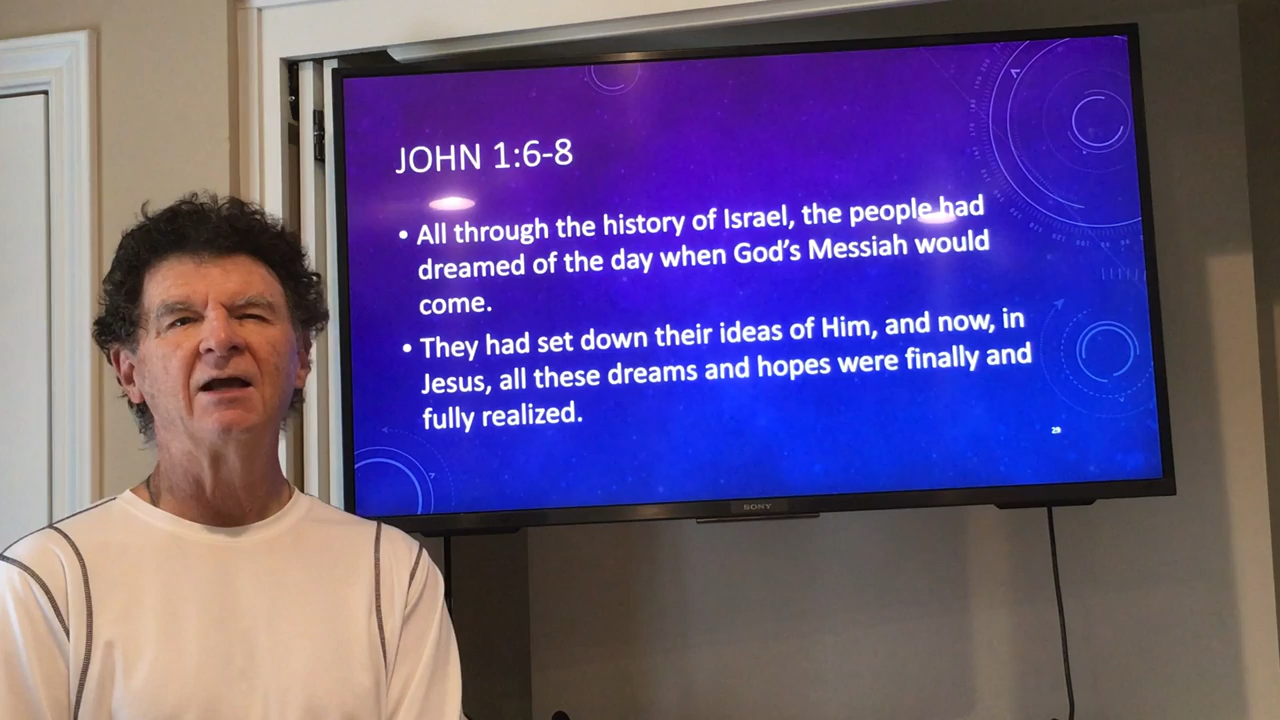 JOHN 1:6-8
• All through the history of Israel, the people had
dreamed of the day when God’s Messiah would
come.
• They had set down their ideas of Him, and now, in
Jesus, all these dreams and hopes were finally and
fully realized.
29
SONY